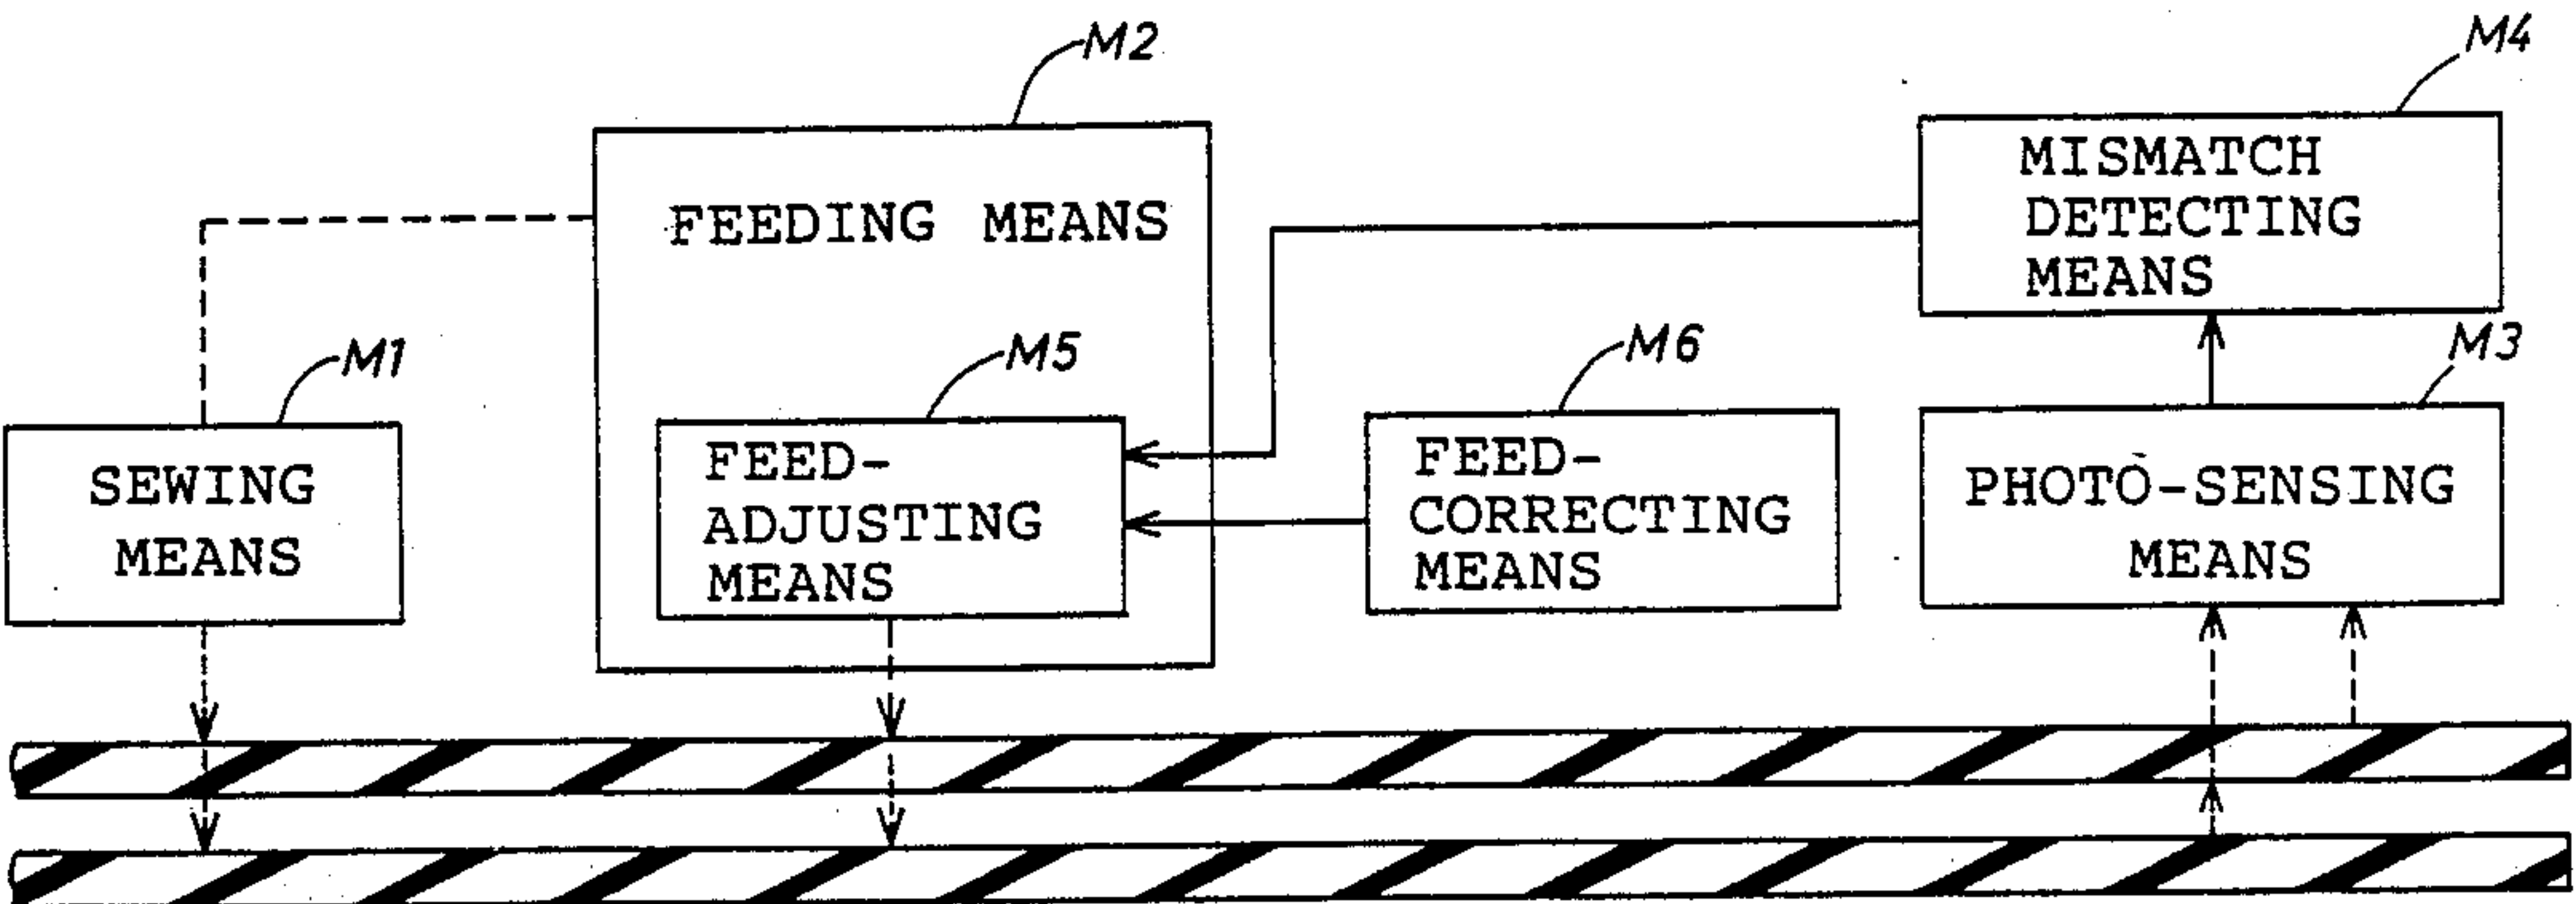 M2
M4
MISMATCH
DETECTING
MEANS
FEEDING MEANS
M1
M5
M6
M3
SEWING
MEANS
FEED-
ADJUSTING
MEANS
FEED-
CORRECTING
MEANS
PHOTO-SENSING
MEANS